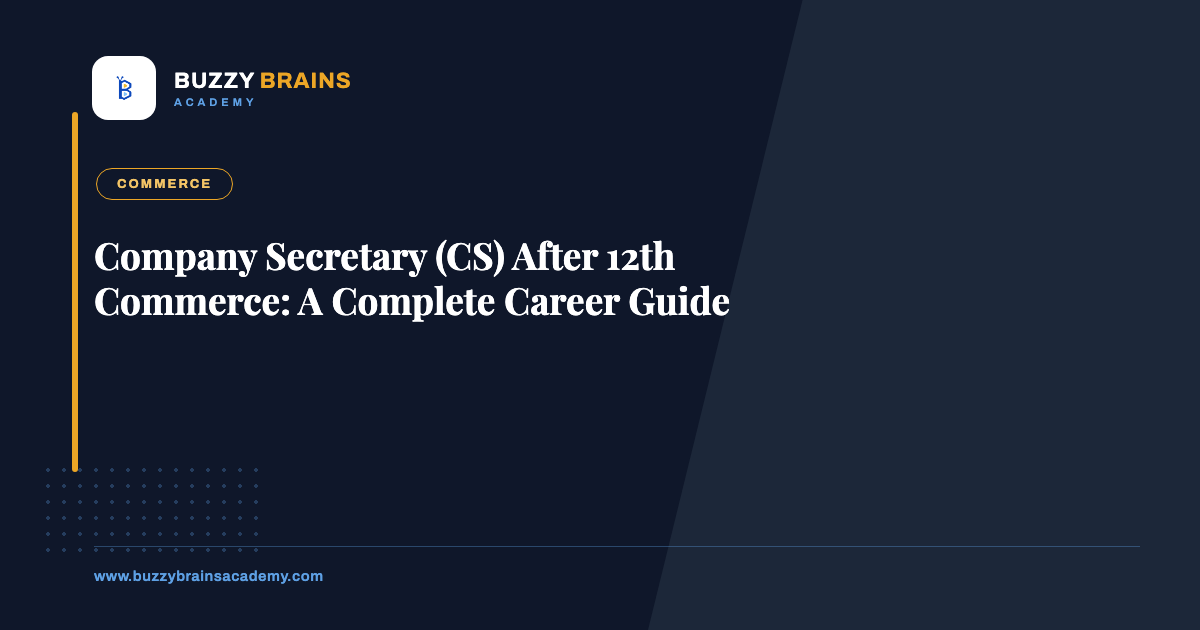 BUZZY BRAINS
ACADEMY
COMMERCE
Company Secretary (CS) After 12th
Commerce: A Complete Career Guide
www.buzzybrainsacademy.com